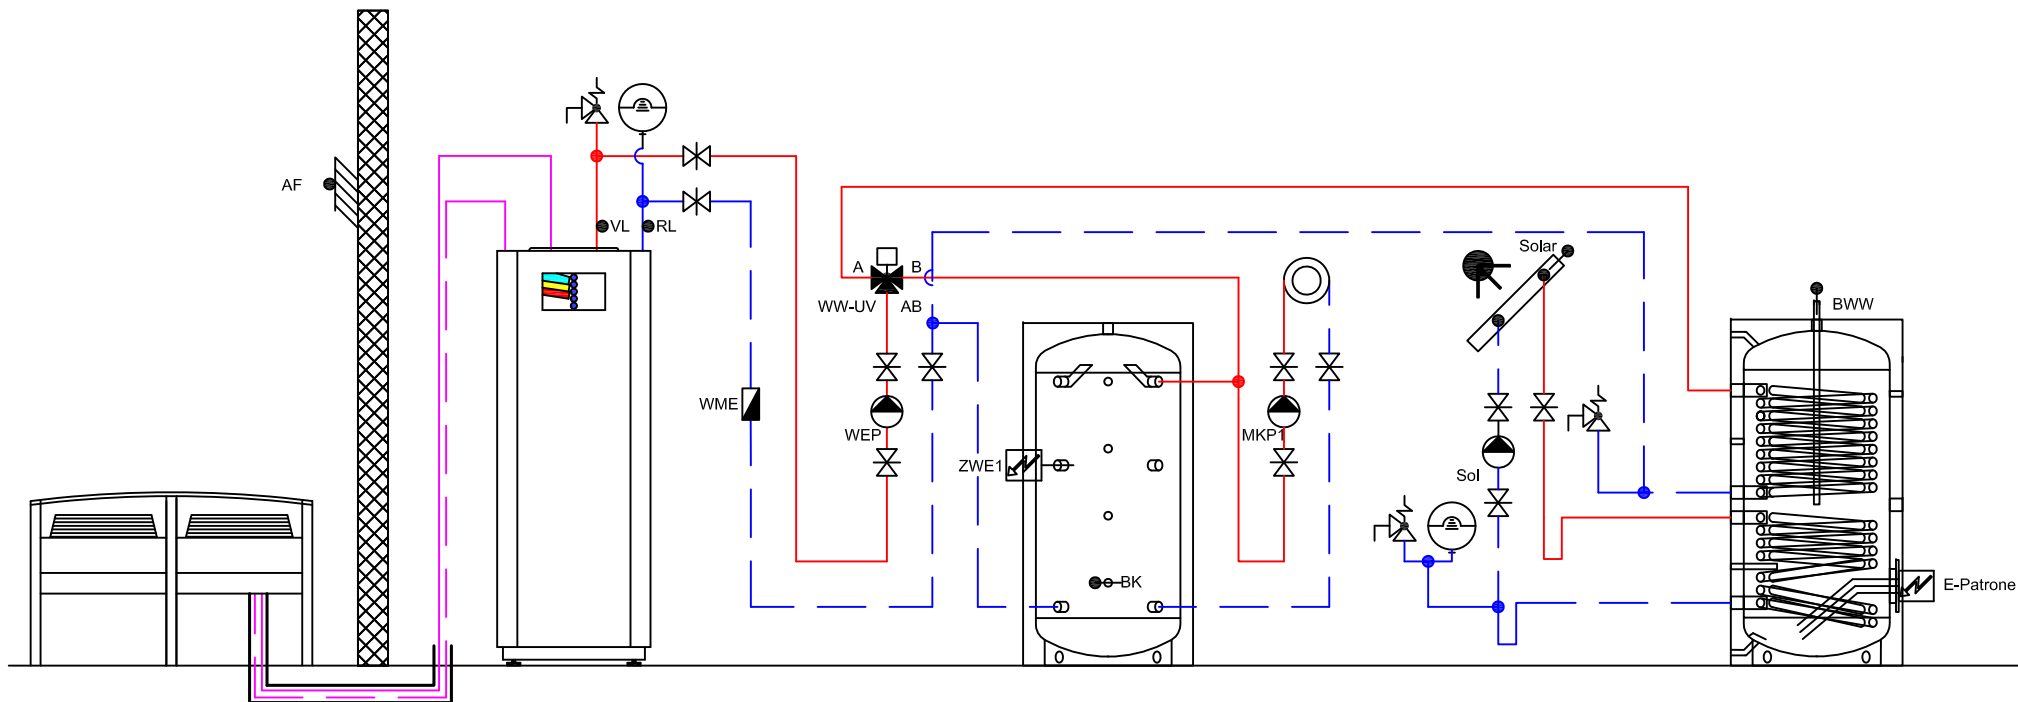 AF
VL
RL
A
B
WW-UV
AB
Solar
BWW
WME
WEP
MKP1
ZWE1
Sol
BK
E-Patrone